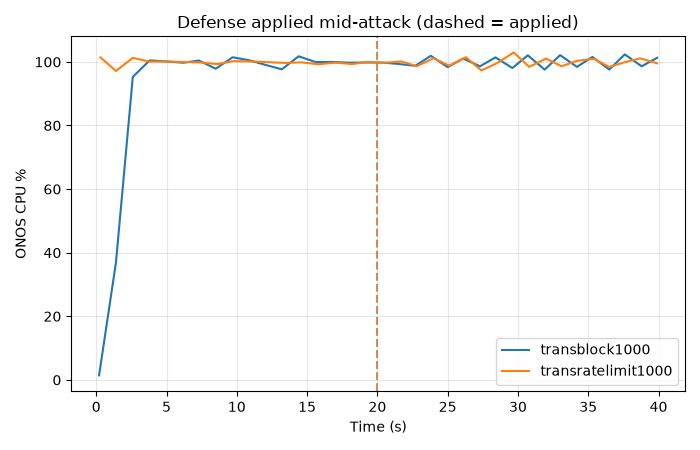 Defense applied mid-attack (dashed = applied)
ONOS CPU %
100
80
60
40
20
0
0 5 10 15 20 25 30 35 40
Time (s)
transblock1000
transratelimit1000